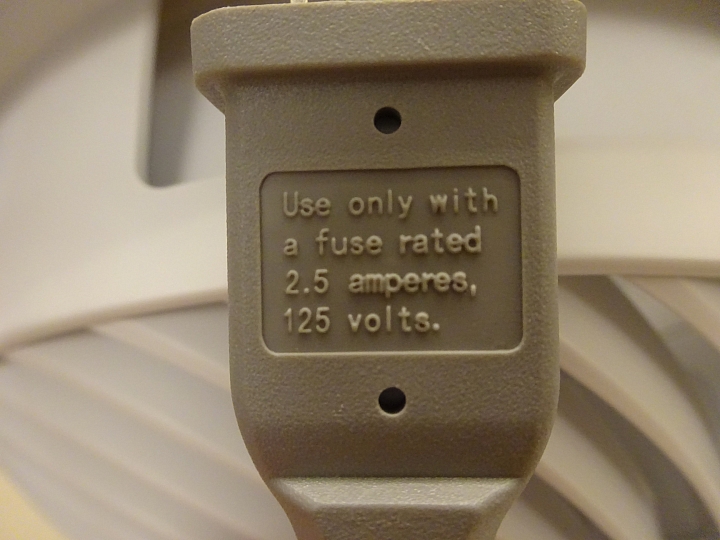 Use only with
a fuse rated
2.5 amperes,
125 volts.